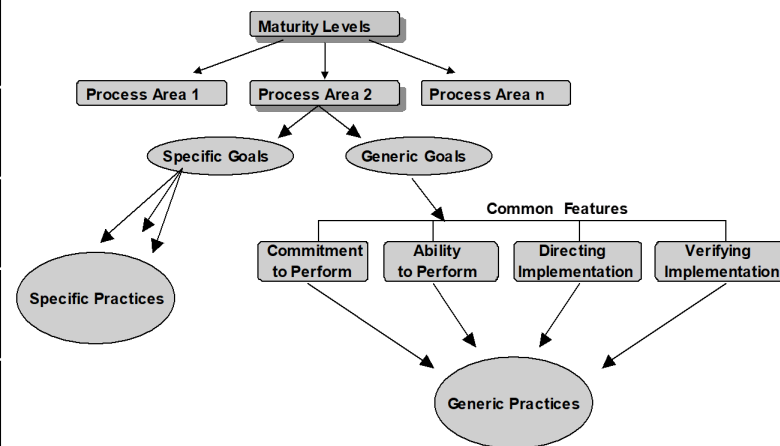 Maturity Levels
Process Area 1
Process Area 2
Process Area n
Specific Goals
Generic Goals
Common Features
Commitment
to Perform
Ability
to Perform
Directing
Implementation
Verifying
Implementation
Specific Practices
Generic Practices